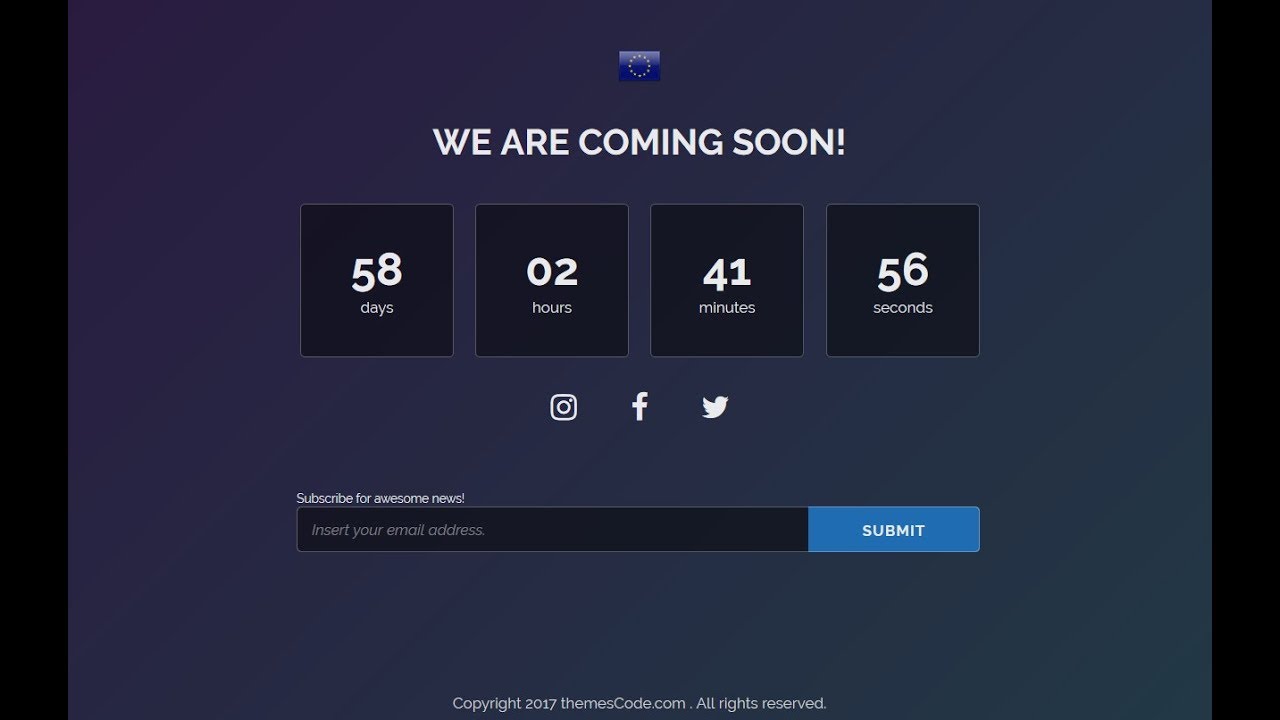 WE ARE COMING SOON!
58 02 41 56
days hours minutes seconds
Subscribe for awesome news!
Insert your email address. SUBMIT
Copyright 2017 themesCode.com . All rights reserved.